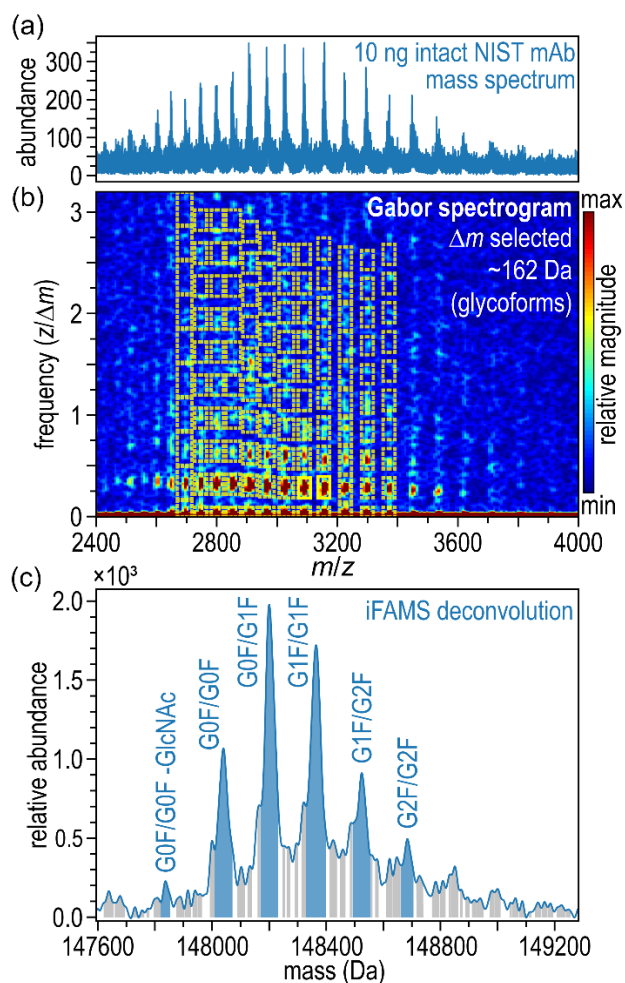 (a)
10 ng intact NIST mAb
mass spectrum
abundance
300
200
100
0
(b)
Gabor spectrogram
Δm selected
~162 Da
(glycoforms)
frequency (z/Δm)
3
2
1
0
max
relative magnitude
min
2400 2800 3200 3600 4000
m/z
(c)
×10³
iFAMS deconvolution
relative abundance
2.0
1.5
1.0
0.5
0.0
G0F/G0F -GlcNAc
G0F/G0F
G0F/G1F
G1F/G1F
G1F/G2F
G2F/G2F
147600 148000 148400 148800 149200
mass (Da)